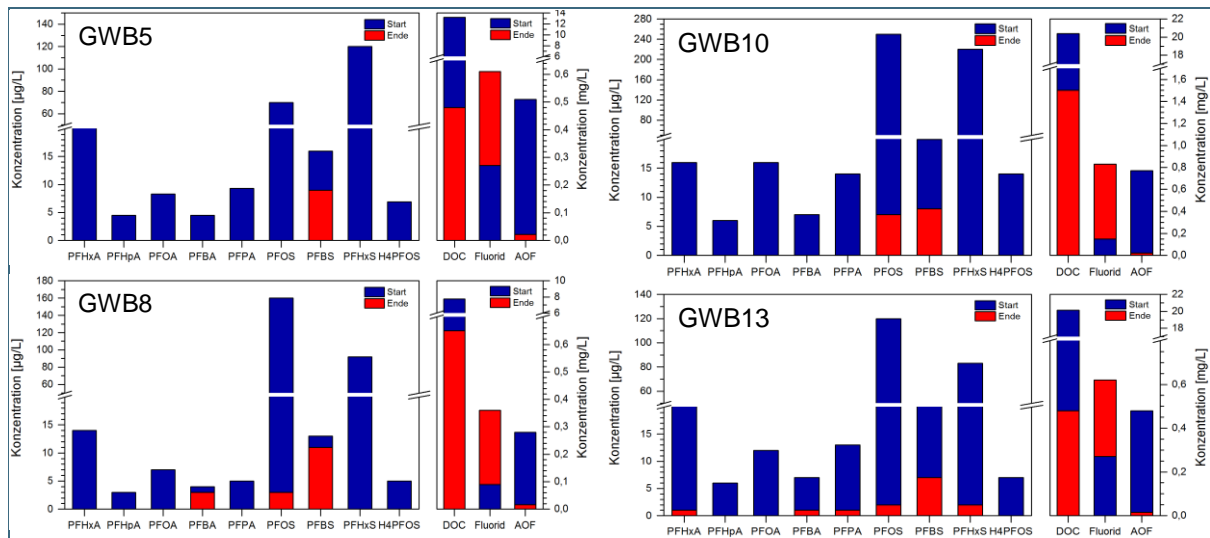 GWB5
Konzentration [µg/L]
140
120
100
80
60
15
10
5
0
Start
Ende
PFHxA PFHpA PFOA PFBA PFPA PFOS PFBS PFHxS H4PFOS
Start
Ende
14
12
10
8
6
0,6
0,5
0,4
0,3
0,2
0,1
0,0
Konzentration [mg/L]
DOC Fluorid AOF
GWB10
Konzentration [µg/L]
280
240
200
160
120
80
15
10
5
0
Start
Ende
PFHxA PFHpA PFOA PFBA PFPA PFOS PFBS PFHxS H4PFOS
Start
Ende
22
20
18
1,6
1,4
1,2
1,0
0,8
0,6
0,4
0,2
0,0
Konzentration [mg/L]
DOC Fluorid AOF
GWB8
Konzentration [µg/L]
180
160
140
120
100
80
60
15
10
5
0
Start
Ende
PFHxA PFHpA PFOA PFBA PFPA PFOS PFBS PFHxS H4PFOS
Start
Ende
10
8
6
0,6
0,5
0,4
0,3
0,2
0,1
0,0
Konzentration [mg/L]
DOC Fluorid AOF
GWB13
Konzentration [µg/L]
140
120
100
80
60
15
10
5
0
Start
Ende
PFHxA PFHpA PFOA PFBA PFPA PFOS PFBS PFHxS H4PFOS
Start
Ende
22
20
18
0,6
0,4
0,2
0,0
Konzentration [mg/L]
DOC Fluorid AOF